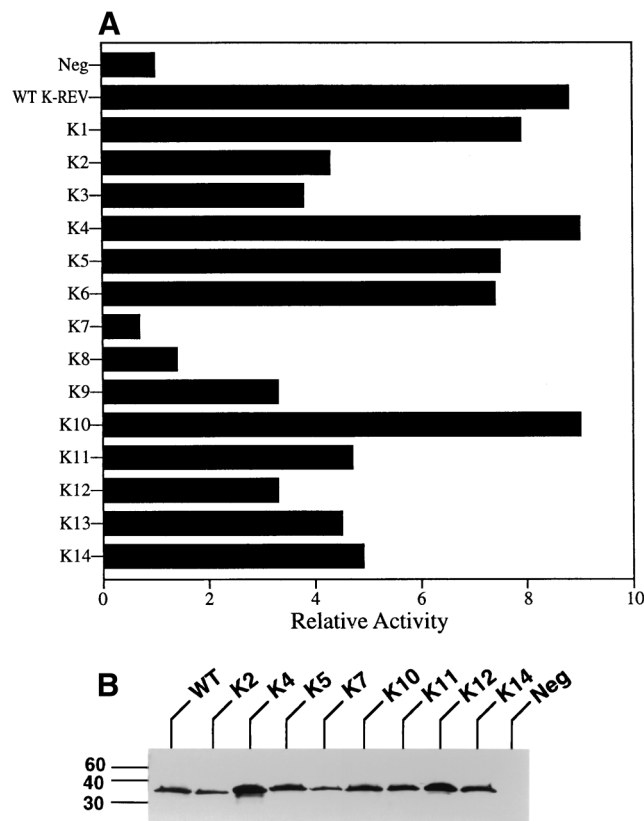 A
Neg
WT K-REV
K1
K2
K3
K4
K5
K6
K7
K8
K9
K10
K11
K12
K13
K14
0 2 4 6 8 10
Relative Activity
B
WT K2 K4 K5 K7 K10 K11 K12 K14 Neg
60
40
30